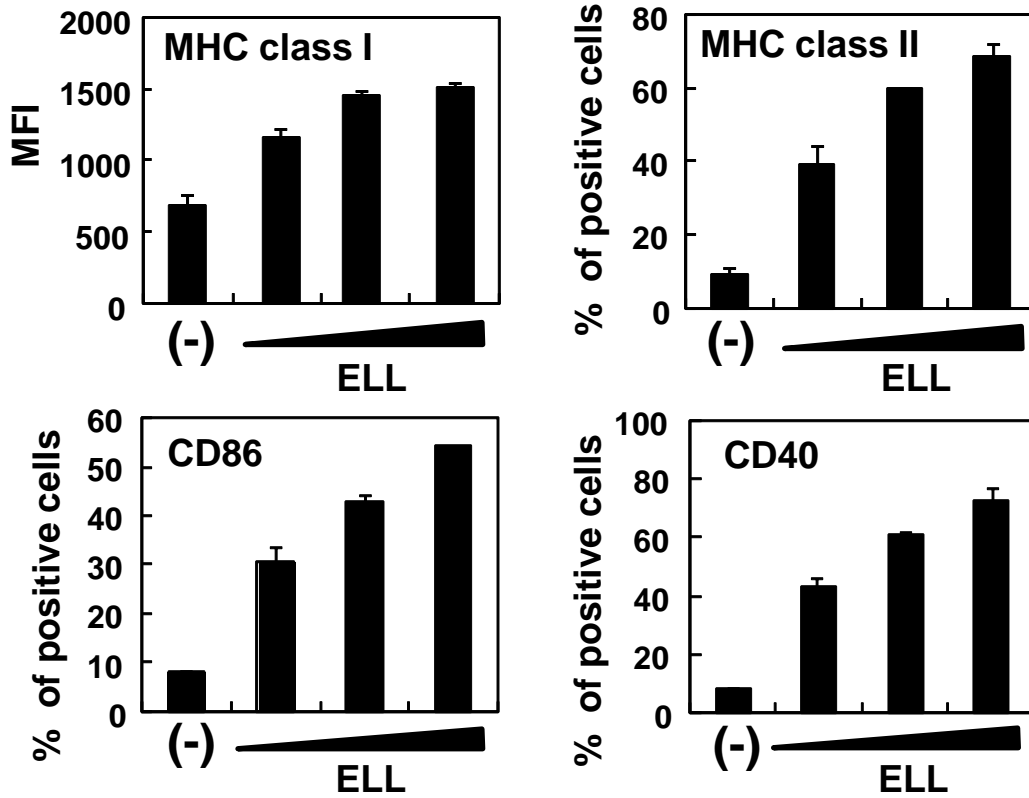 MHC class I
MFI
2000
1500
1000
500
0
(-)
ELL
MHC class II
% of positive cells
80
60
40
20
0
(-)
ELL
CD86
% of positive cells
60
50
40
30
20
10
0
(-)
ELL
CD40
% of positive cells
100
80
60
40
20
0
(-)
ELL